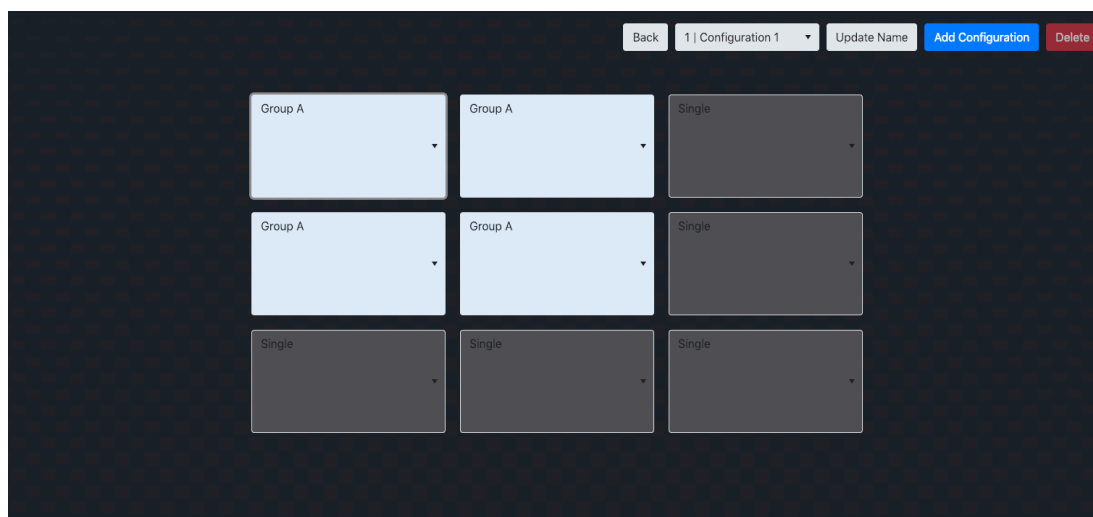 Back
1 | Configuration 1
Update Name
Add Configuration
Delete
Group A
Group A
Single
Group A
Group A
Single
Single
Single
Single